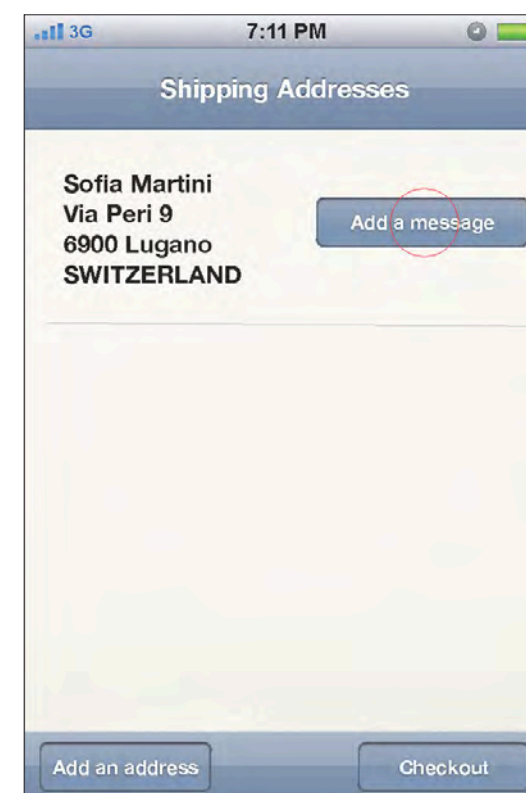 3G 7:11 PM
Shipping Addresses
Sofia Martini
Via Peri 9
6900 Lugano
SWITZERLAND
Add a message
Add an address Checkout